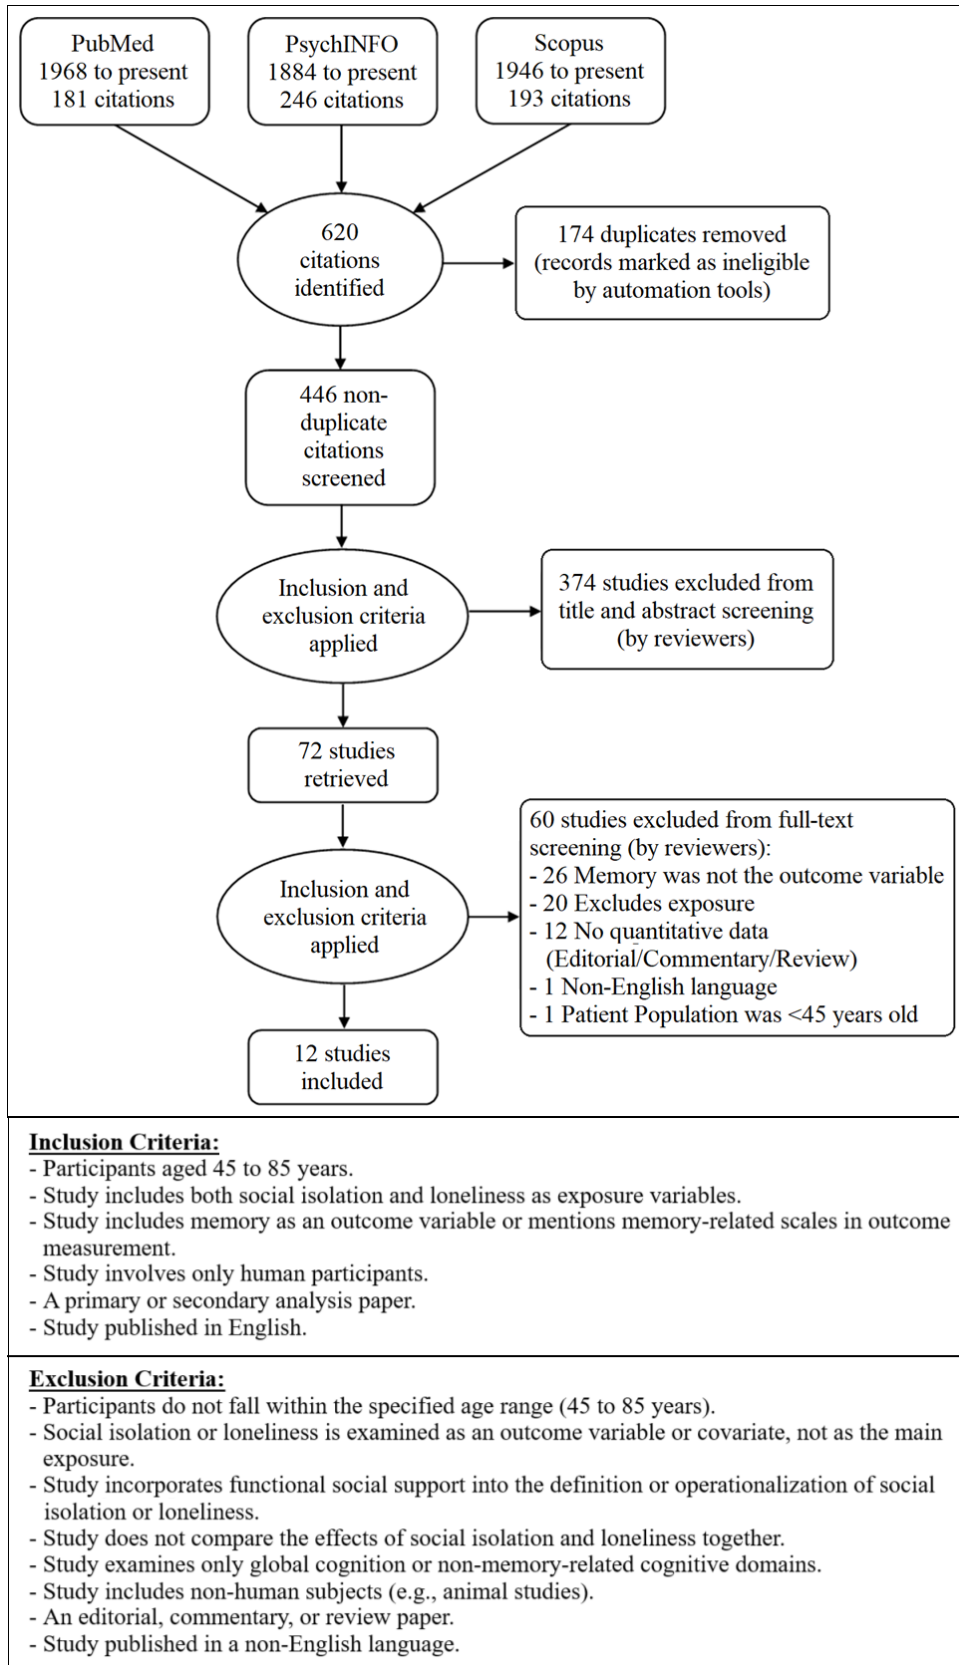 PubMed
1968 to present
181 citations
PsychINFO
1884 to present
246 citations
Scopus
1946 to present
193 citations
620
citations
identified
174 duplicates removed
(records marked as ineligible
by automation tools)
446 non-
duplicate
citations
screened
Inclusion and
exclusion criteria
applied
374 studies excluded from
title and abstract screening
(by reviewers)
72 studies
retrieved
Inclusion and
exclusion criteria
applied
60 studies excluded from full-text
screening (by reviewers):
- 26 Memory was not the outcome variable
- 20 Excludes exposure
- 12 No quantitative data
(Editorial/Commentary/Review)
- 1 Non-English language
- 1 Patient Population was <45 years old
12 studies
included
Inclusion Criteria:
- Participants aged 45 to 85 years.
- Study includes both social isolation and loneliness as exposure variables.
- Study includes memory as an outcome variable or mentions memory-related scales in outcome
measurement.
- Study involves only human participants.
- A primary or secondary analysis paper.
- Study published in English.
Exclusion Criteria:
- Participants do not fall within the specified age range (45 to 85 years).
- Social isolation or loneliness is examined as an outcome variable or covariate, not as the main
exposure.
- Study incorporates functional social support into the definition or operationalization of social
isolation or loneliness.
- Study does not compare the effects of social isolation and loneliness together.
- Study examines only global cognition or non-memory-related cognitive domains.
- Study includes non-human subjects (e.g., animal studies).
- An editorial, commentary, or review paper.
- Study published in a non-English language.